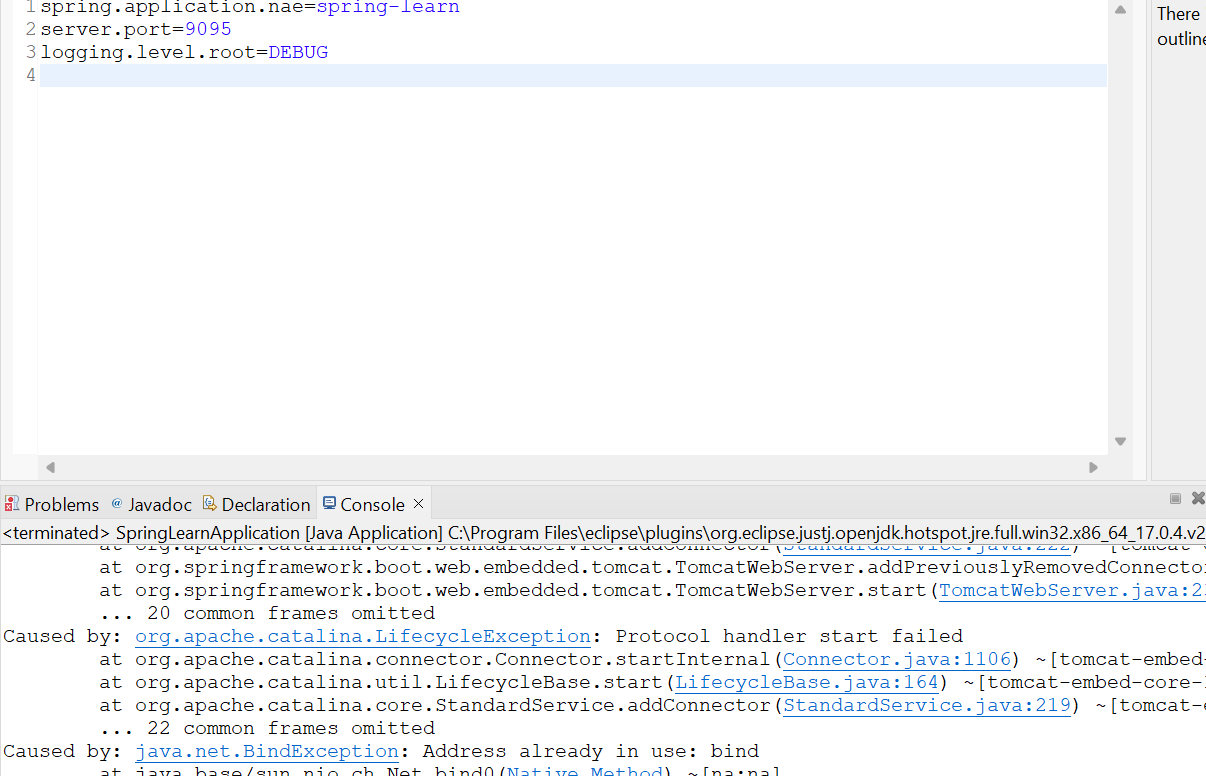 1 spring.application.nae=spring-learn
2 server.port=9095
3 logging.level.root=DEBUG
4
There
outline
Problems @ Javadoc Declaration Console
<terminated> SpringLearnApplication [Java Application] C:\Program Files\eclipse\plugins\org.eclipse.justj.openjdk.hotspot.jre.full.win32.x86_64_17.0.4.v2
at org.apache.catalina.core.StandardService.addConnector(StandardService.java:222) ~[tomcat-
at org.springframework.boot.web.embedded.tomcat.TomcatWebServer.addPreviouslyRemovedConnector
at org.springframework.boot.web.embedded.tomcat.TomcatWebServer.start(TomcatWebServer.java:2
... 20 common frames omitted
Caused by: org.apache.catalina.LifecycleException: Protocol handler start failed
at org.apache.catalina.connector.Connector.startInternal(Connector.java:1106) ~[tomcat-embed-
at org.apache.catalina.util.LifecycleBase.start(LifecycleBase.java:164) ~[tomcat-embed-core-
at org.apache.catalina.core.StandardService.addConnector(StandardService.java:219) ~[tomcat-e
... 22 common frames omitted
Caused by: java.net.BindException: Address already in use: bind
at java.base/sun.nio.ch.Net.bind0(Native Method) ~[na:na]